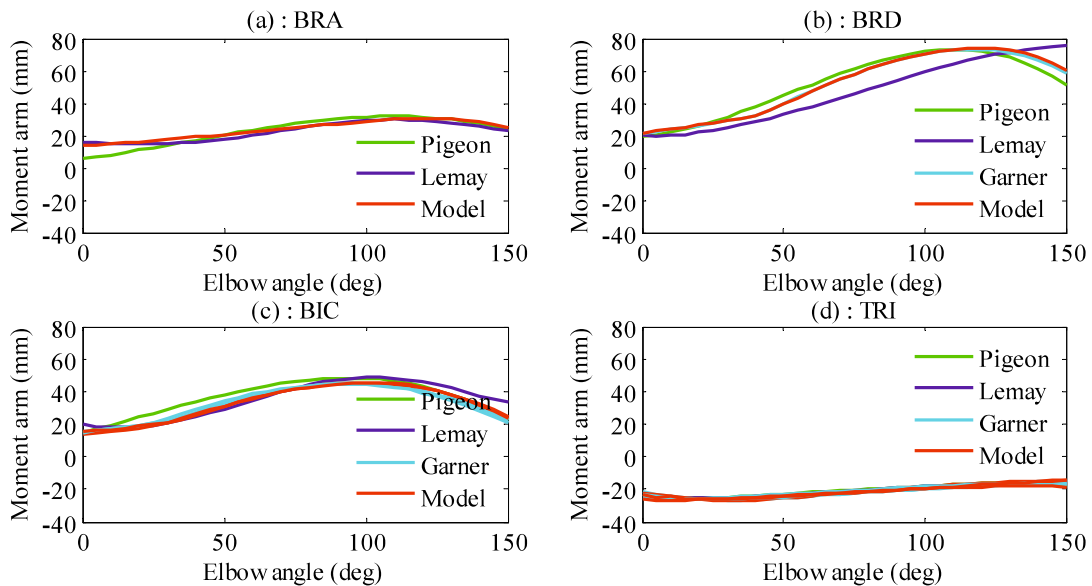 (a) : BRA
80
60
40
20
0
-20
-40
Moment arm (mm)
Pigeon
Lemay
Model
0 50 100 150
Elbow angle (deg)
(b) : BRD
80
60
40
20
0
-20
-40
Moment arm (mm)
Pigeon
Lemay
Garner
Model
0 50 100 150
Elbow angle (deg)
(c) : BIC
80
60
40
20
0
-20
-40
Moment arm (mm)
Pigeon
Lemay
Garner
Model
0 50 100 150
Elbow angle (deg)
(d) : TRI
80
60
40
20
0
-20
-40
Moment arm (mm)
Pigeon
Lemay
Garner
Model
0 50 100 150
Elbow angle (deg)